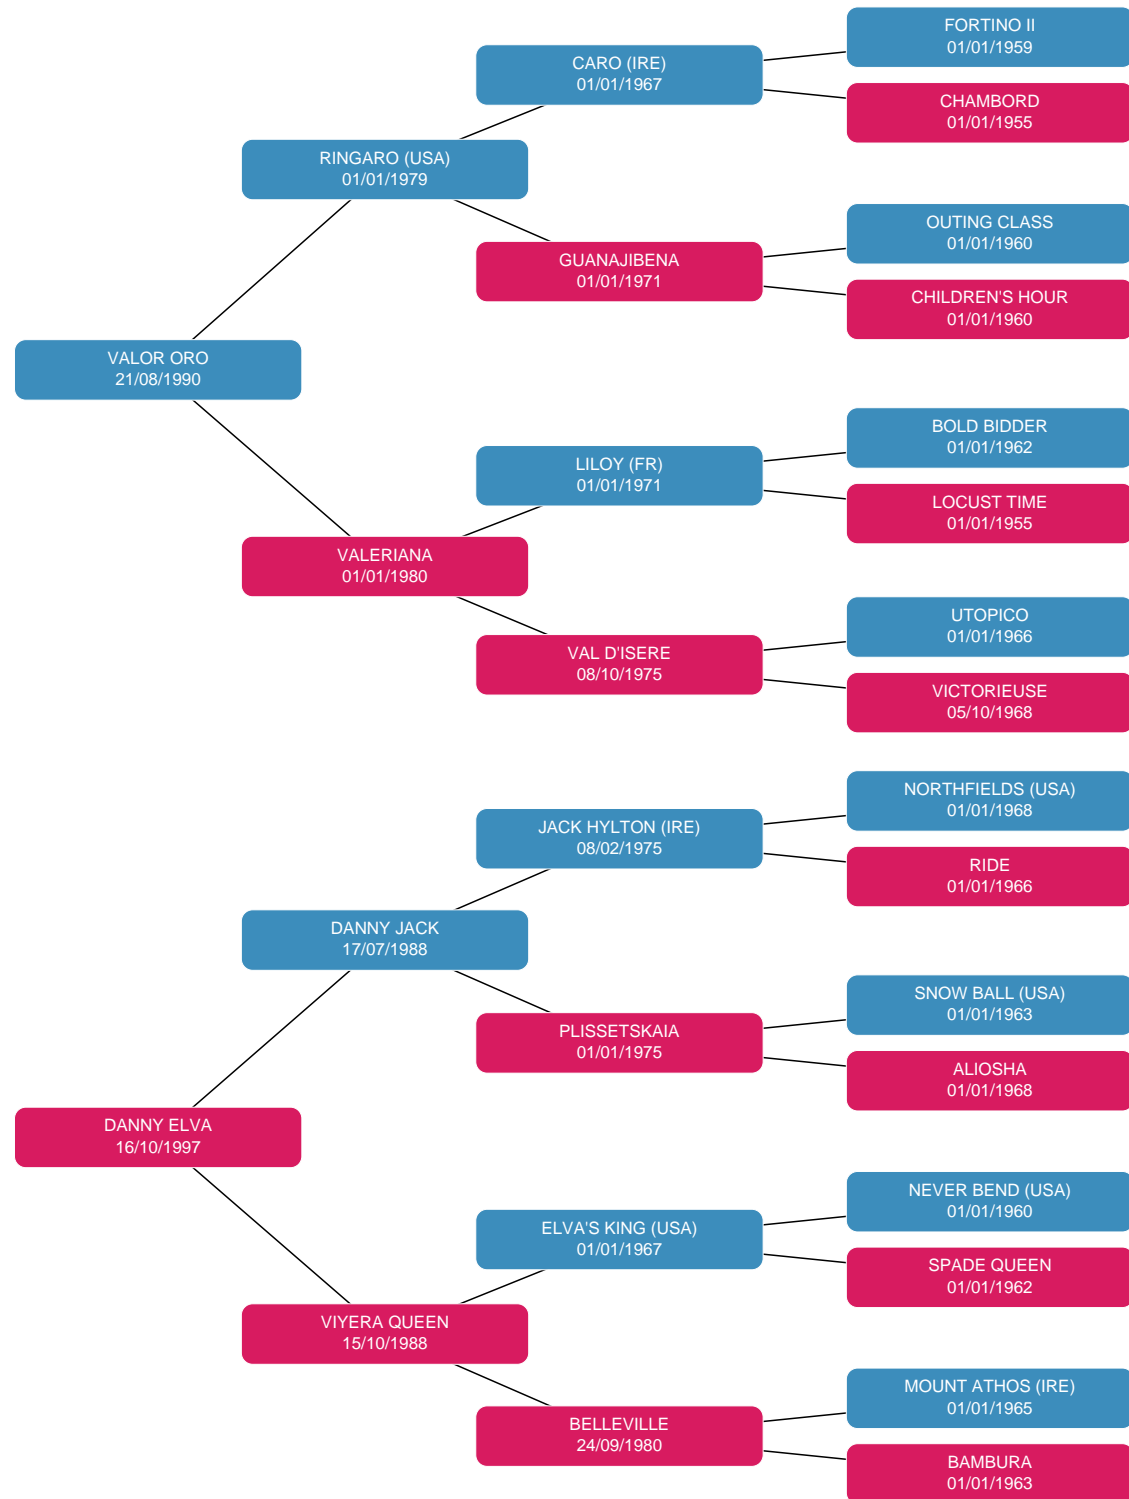 FORTINO II
01/01/1959
CARO (IRE)
01/01/1967
CHAMBORD
01/01/1955
RINGARO (USA)
01/01/1979
OUTING CLASS
01/01/1960
GUANAJIBENA
01/01/1971
CHILDREN'S HOUR
01/01/1960
VALOR ORO
21/08/1990
BOLD BIDDER
01/01/1962
LILOY (FR)
01/01/1971
LOCUST TIME
01/01/1955
VALERIANA
01/01/1980
UTOPICO
01/01/1966
VAL D'ISERE
08/10/1975
VICTORIEUSE
05/10/1968
NORTHFIELDS (USA)
01/01/1968
JACK HYLTON (IRE)
08/02/1975
RIDE
01/01/1966
DANNY JACK
17/07/1988
SNOW BALL (USA)
01/01/1963
PLISSETSKAIA
01/01/1975
ALIOSHA
01/01/1968
DANNY ELVA
16/10/1997
NEVER BEND (USA)
01/01/1960
ELVA'S KING (USA)
01/01/1967
SPADE QUEEN
01/01/1962
VIYERA QUEEN
15/10/1988
MOUNT ATHOS (IRE)
01/01/1965
BELLEVILLE
24/09/1980
BAMBURA
01/01/1963